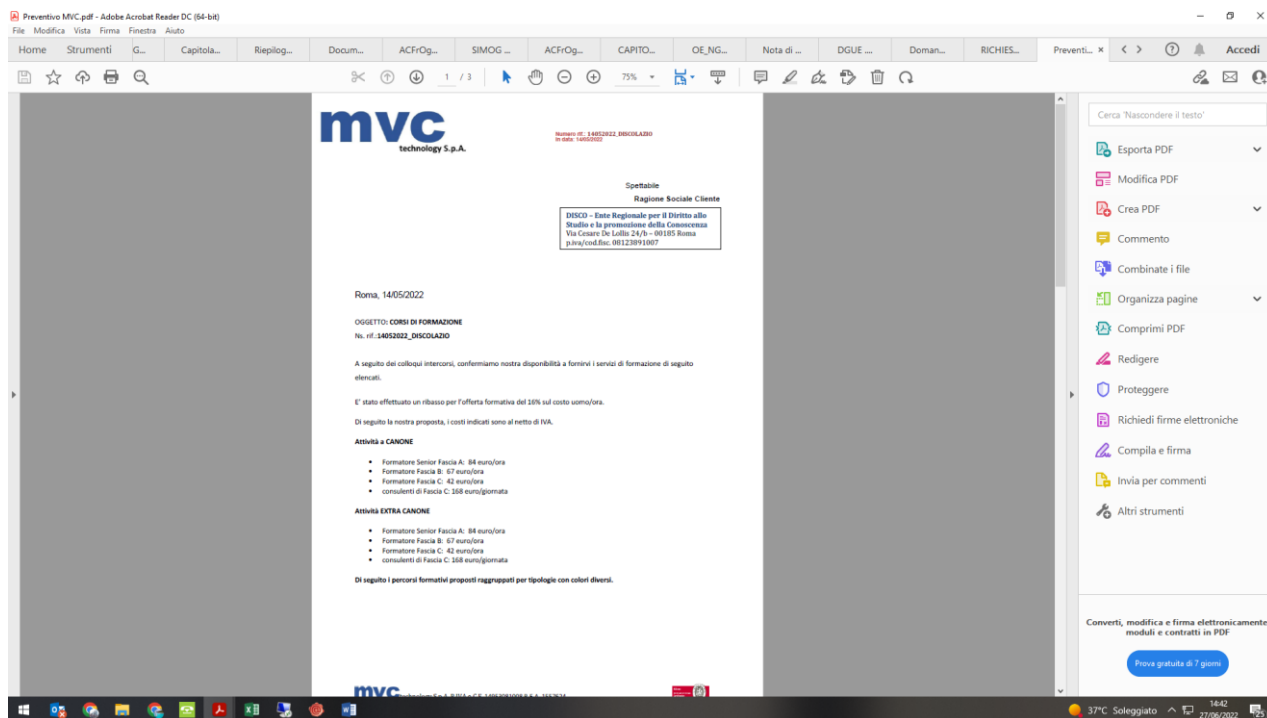 Preventivo MVC.pdf - Adobe Acrobat Reader DC (64-bit)
File Modifica Vista Firma Finestra Aiuto
Home Strumenti G... Capitola... Riepilog... Docum... ACFrOg... SIMOG ... ACFrOg... CAPITO... OE_NG... Nota di ... DGUE .... Doman... RICHIES... Preventi... × Accedi
1 / 3 75%
mvc
technology S.p.A.
Numero rif.: 14052022_DISCOLAZIO
In data: 14/05/2022
Spettabile
Ragione Sociale Cliente
DISCO – Ente Regionale per il Diritto allo
Studio e la promozione della Conoscenza
Via Cesare De Lollis 24/b – 00185 Roma
p.iva/cod.fisc. 08123891007
Roma, 14/05/2022
OGGETTO: CORSI DI FORMAZIONE
Ns. rif.:14052022_DISCOLAZIO
A seguito dei colloqui intercorsi, confermiamo nostra disponibilità a fornirvi i servizi di formazione di seguito
elencati.
E' stato effettuato un ribasso per l'offerta formativa del 16% sul costo uomo/ora.
Di seguito la nostra proposta, i costi indicati sono al netto di IVA.
Attività a CANONE
• Formatore Senior Fascia A: 84 euro/ora
• Formatore Fascia B: 67 euro/ora
• Formatore Fascia C: 42 euro/ora
• consulenti di Fascia C: 168 euro/giornata
Attività EXTRA CANONE
• Formatore Senior Fascia A: 84 euro/ora
• Formatore Fascia B: 67 euro/ora
• Formatore Fascia C: 42 euro/ora
• consulenti di Fascia C: 168 euro/giornata
Di seguito i percorsi formativi proposti raggruppati per tipologie con colori diversi.
mvc
Cerca 'Nascondere il testo'
Esporta PDF
Modifica PDF
Crea PDF
Commento
Combinate i file
Organizza pagine
Comprimi PDF
Redigere
Proteggere
Richiedi firme elettroniche
Compila e firma
Invia per commenti
Altri strumenti
Converti, modifica e firma elettronicamente
moduli e contratti in PDF
Prova gratuita di 7 giorni
37°C Soleggiato
14:42
27/06/2022